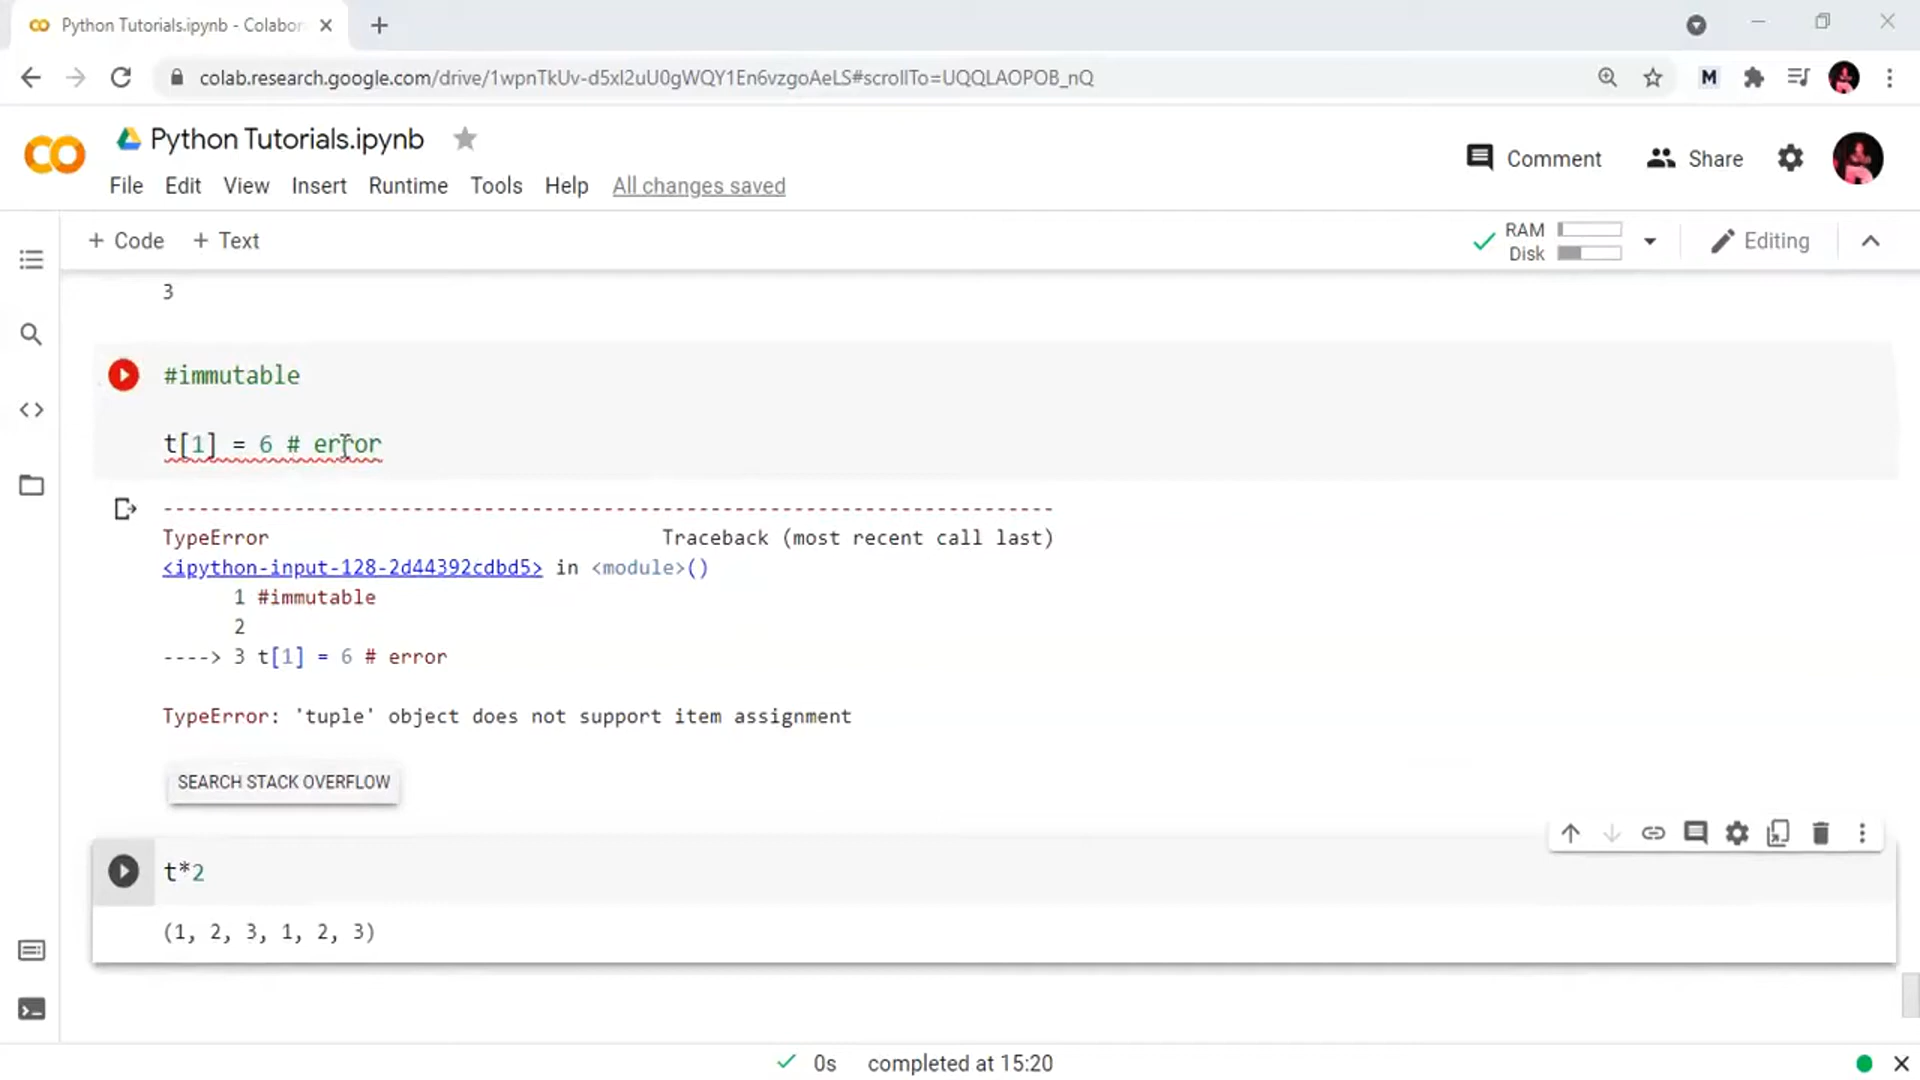 Python Tutorials.ipynb - Colabor
colab.research.google.com/drive/1wpnTkUv-d5xI2uU0gWQY1En6vzgoAeLS#scrollTo=UQQLAOPOB_nQ
M
Python Tutorials.ipynb
File Edit View Insert Runtime Tools Help All changes saved
Comment Share
+ Code + Text
RAM
Disk
Editing
3
#immutable
t[1] = 6 # error
---------------------------------------------------------------------------
TypeError Traceback (most recent call last)
<ipython-input-128-2d44392cdbd5> in <module>()
1 #immutable
2
----> 3 t[1] = 6 # error
TypeError: 'tuple' object does not support item assignment
SEARCH STACK OVERFLOW
t*2
(1, 2, 3, 1, 2, 3)
0s completed at 15:20